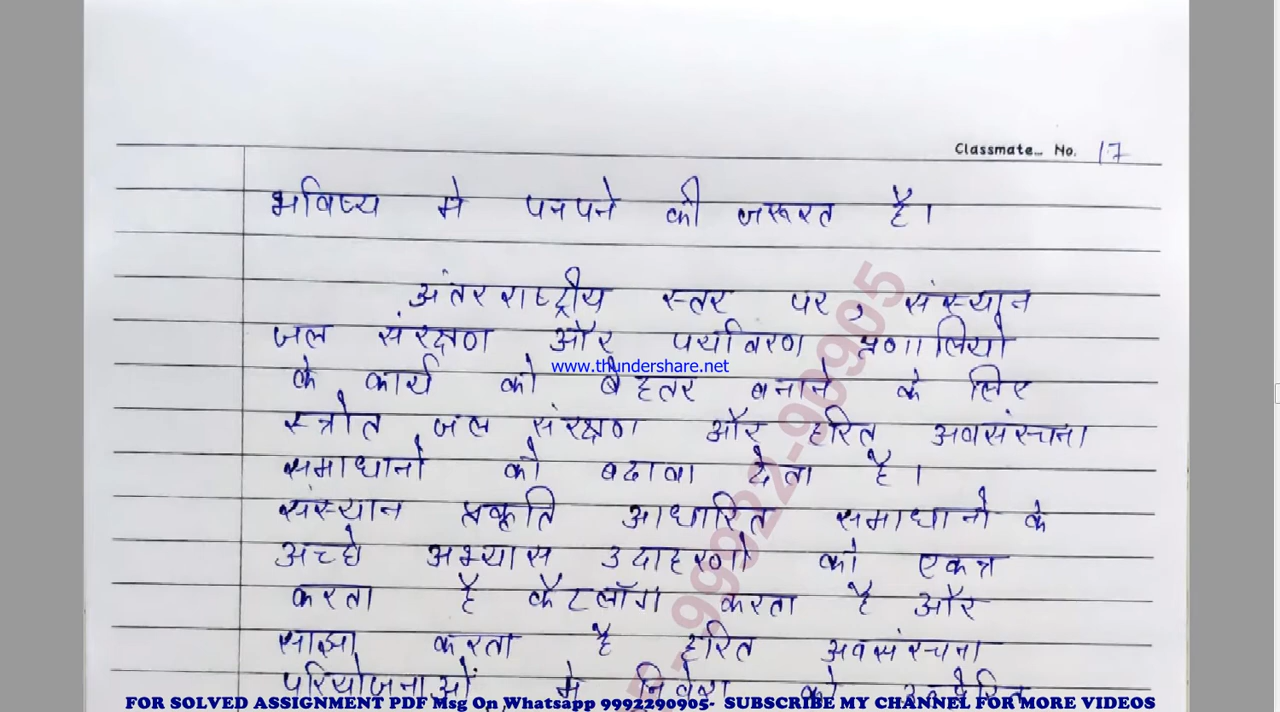 Classmate... No. 17
भविष्य मे पनपने की जरूरत है।
अंतरराष्ट्रीय स्तर पर, संस्थान
जल संरक्षण और पर्यावरण प्रणालियो
www.thundershare.net
के कार्य को बेहतर बनाने के लिए
स्त्रोत जल संरक्षण और हरित अवसंरचना
समाधानो को बढावा देता है।
संस्थान प्रकृति आधारित समाधानो के
अच्छे अभ्यास उदाहरणो को एकत्र
करता है कैटलॉग करता है और
साझा करता है हरित अवसंरचना
परियोजनाओं मे निवेश को
99922-90905
FOR SOLVED ASSIGNMENT PDF Msg On Whatsapp 9992290905- SUBSCRIBE MY CHANNEL FOR MORE VIDEOS